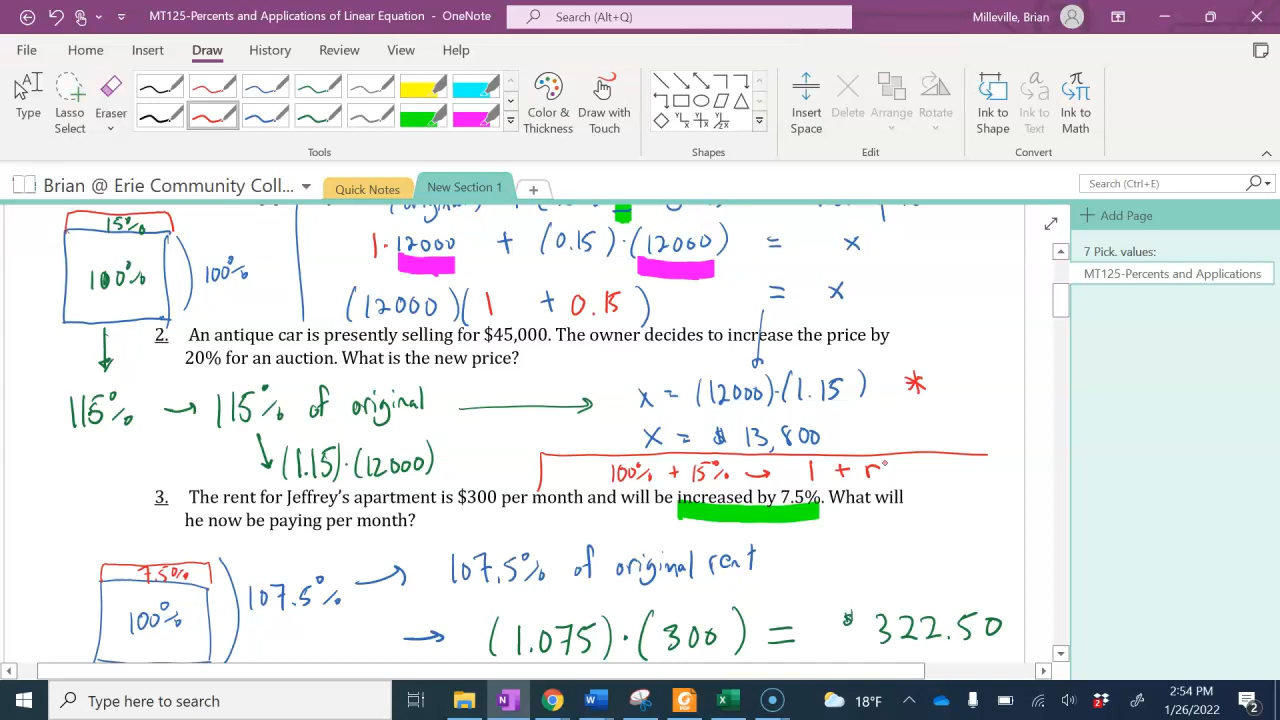 MT125-Percents and Applications of Linear Equation - OneNote
Search (Alt+Q)
Milleville, Brian
File Home Insert Draw History Review View Help
Type
Lasso Select
Eraser
Color & Thickness
Draw with Touch
Insert Space
Delete
Arrange
Rotate
Ink to Shape
Ink to Text
Ink to Math
Tools
Shapes
Edit
Convert
Brian @ Erie Community Coll...
Quick Notes
New Section 1
Search (Ctrl+E)
Add Page
7 Pick. values:
MT125-Percents and Applications
15%
100%
100%
1 · 12000 + (0.15) · (12000) = x
(12000)(1 + 0.15) = x
2. An antique car is presently selling for $45,000. The owner decides to increase the price by
20% for an auction. What is the new price?
115% → 115% of original
x = (12000)·(1.15) *
(1.15)·(12000)
x = $ 13,800
100% + 15% → 1 + r
3. The rent for Jeffrey's apartment is $300 per month and will be increased by 7.5%. What will
he now be paying per month?
7.5%
100%
107.5% → 107.5% of original rent
→ (1.075)·(300) = $ 322.50
Type here to search
18°F
2:54 PM
1/26/2022
2